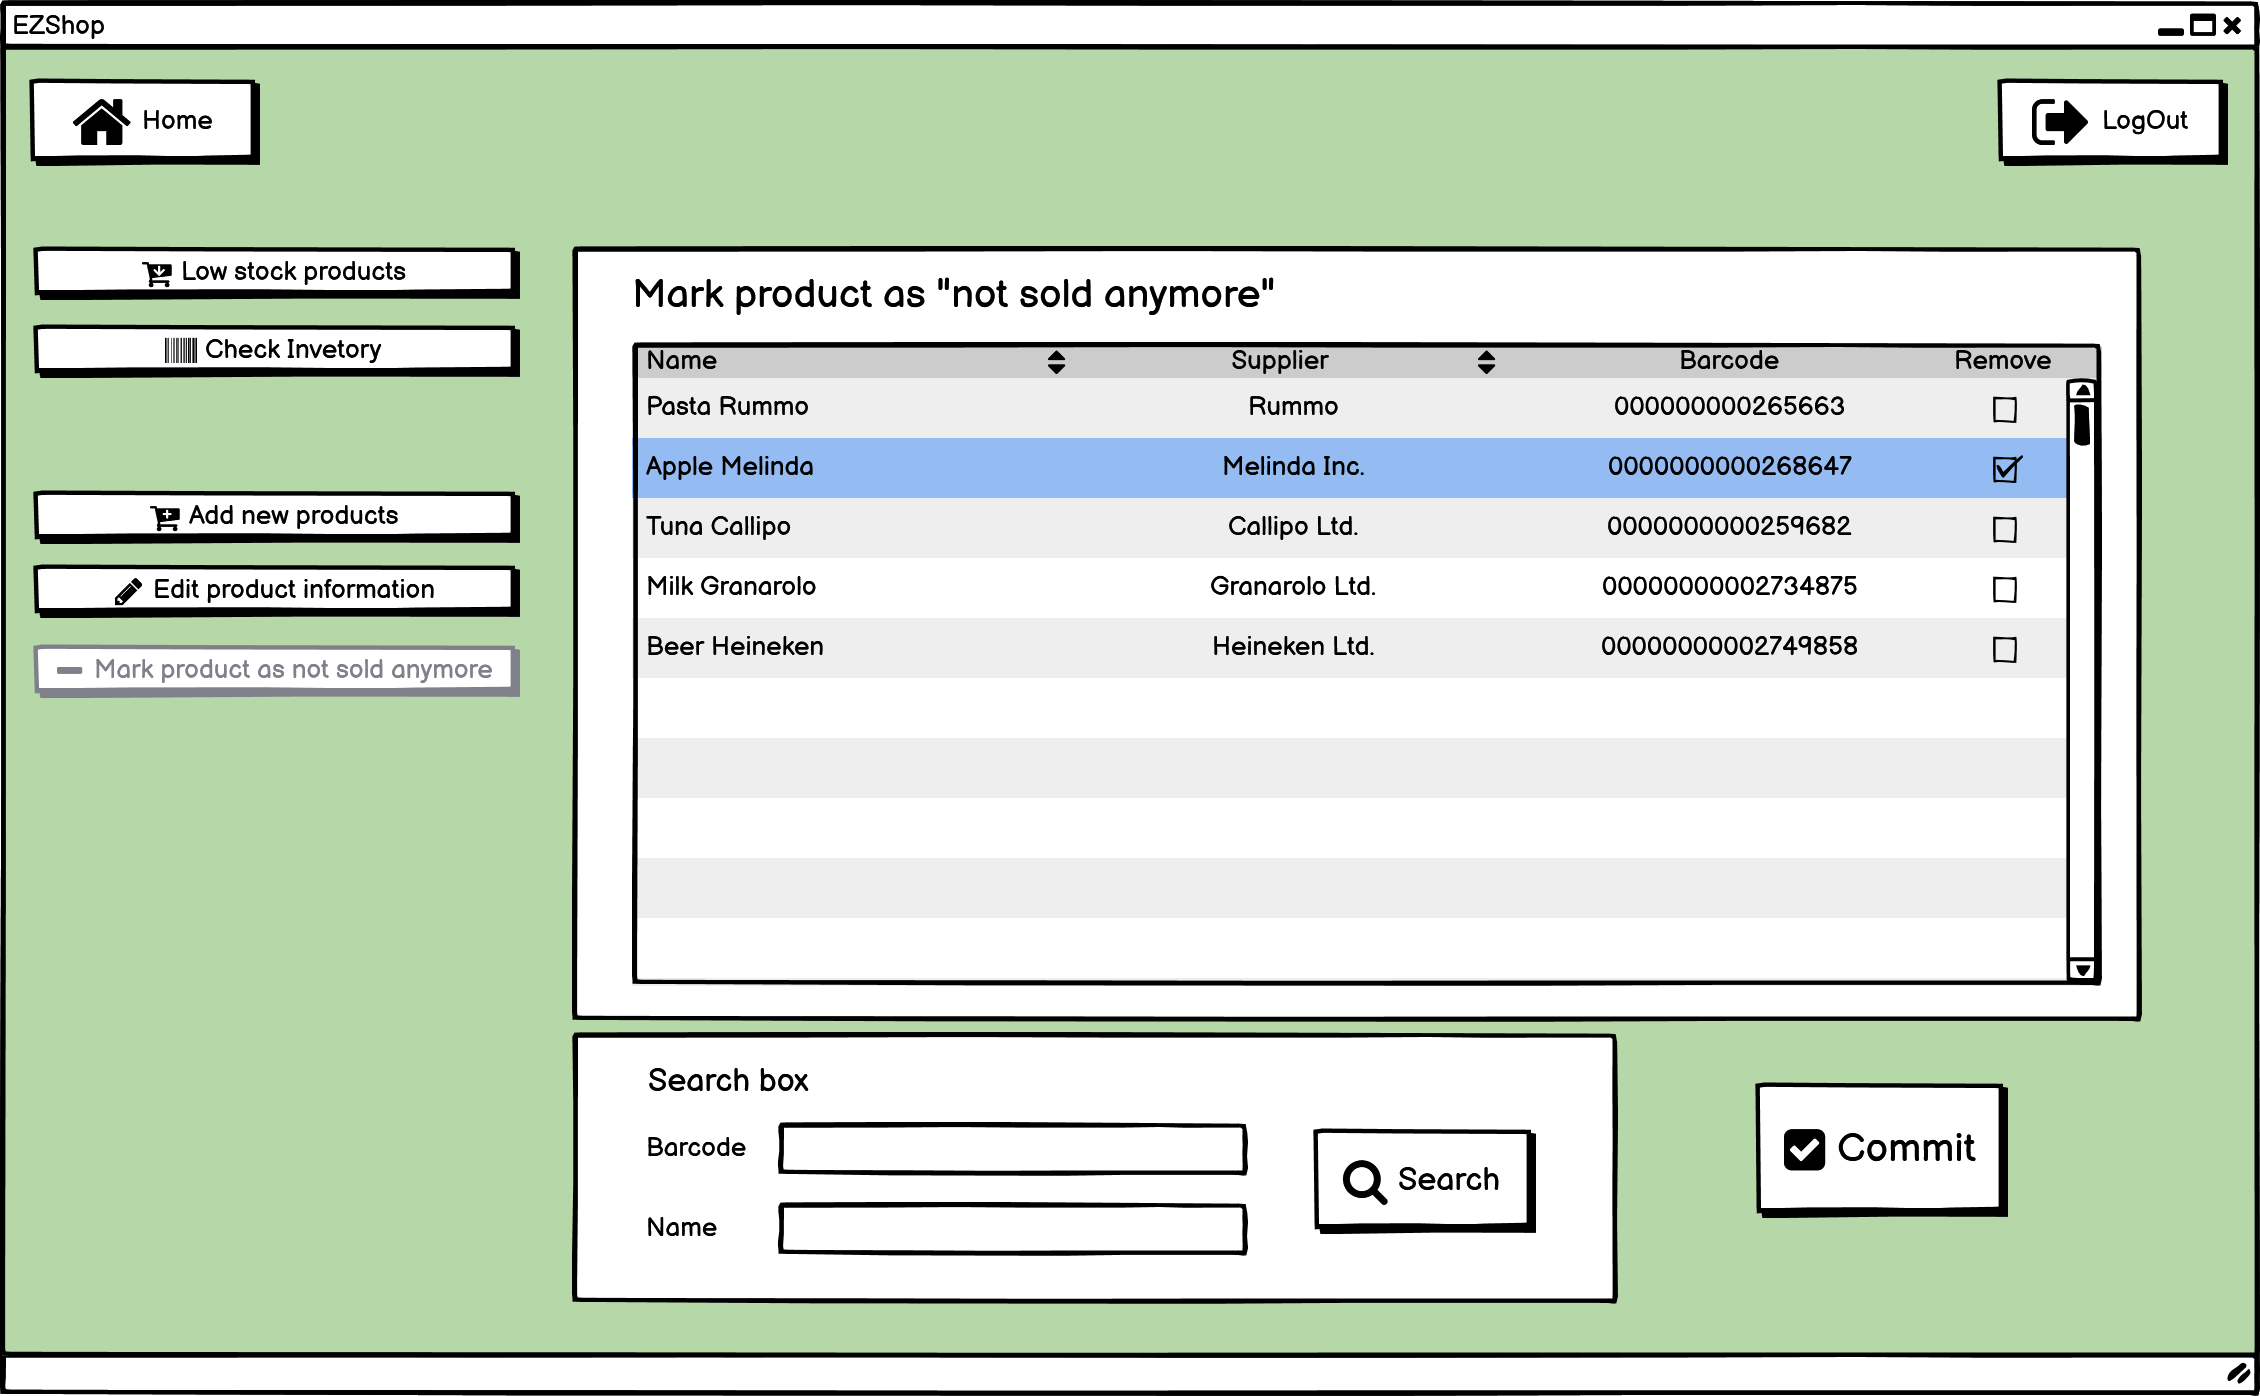 EZShop
Home
LogOut
Low stock products
Check Invetory
Add new products
Edit product information
Mark product as not sold anymore
Mark product as "not sold anymore"
Name Supplier Barcode Remove
Pasta Rummo Rummo 000000000265663
Apple Melinda Melinda Inc. 0000000000268647
Tuna Callipo Callipo Ltd. 0000000000259682
Milk Granarolo Granarolo Ltd. 00000000002734875
Beer Heineken Heineken Ltd. 00000000002749858
Search box
Barcode
Name
Search
Commit